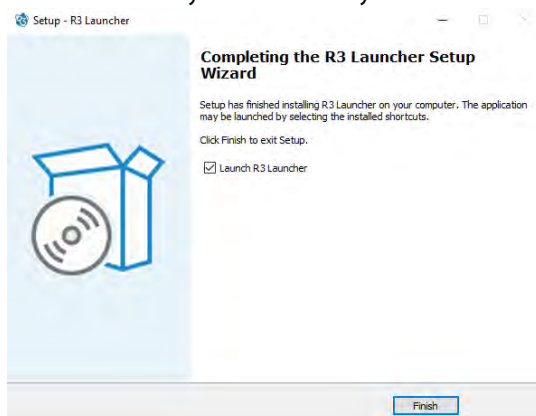 Setup - R3 Launcher
Completing the R3 Launcher Setup
Wizard
Setup has finished installing R3 Launcher on your computer. The application
may be launched by selecting the installed shortcuts.
Click Finish to exit Setup.
Launch R3 Launcher
Finish